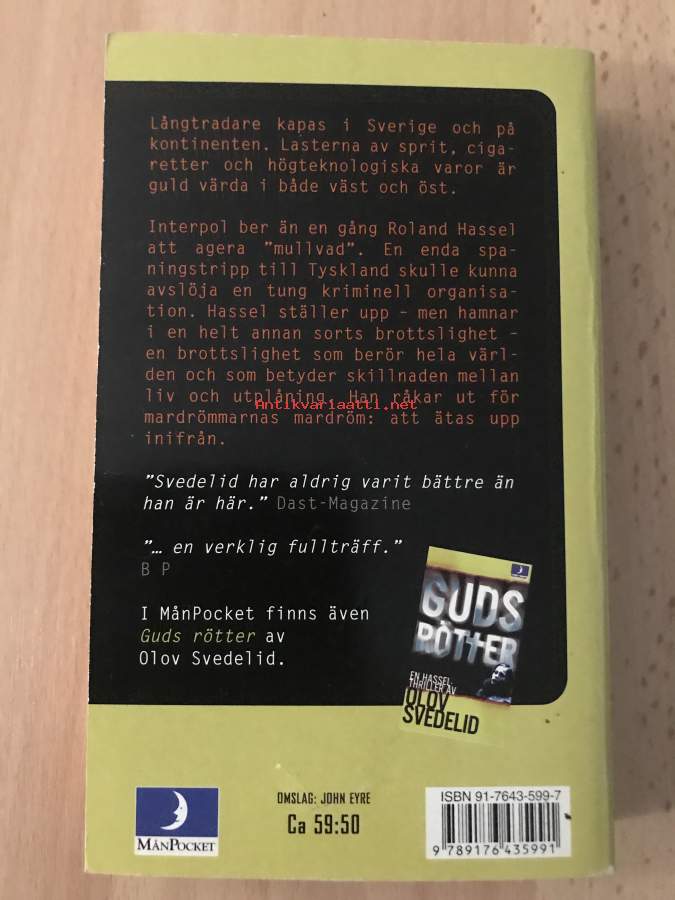 Långtradare kapas i Sverige och på
kontinenten. Lasterna av sprit, ciga-
retter och högteknologiska varor är
guld värda i både väst och öst.
Interpol ber än en gång Roland Hassel
att agera ”mullvad”. En enda spa-
ningstripp till Tyskland skulle kunna
avslöja en tung kriminell organisa-
tion. Hassel ställer upp – men hamnar
i en helt annan sorts brottslighet –
en brottslighet som berör hela värl-
den och som betyder skillnaden mellan
liv och utplåning. Han råkar ut för
Antikvariaatti.net
mardrömmarnas mardröm: att ätas upp
inifrån.
”Svedelid har aldrig varit bättre än
han är här.” Dast-Magazine
”… en verklig fullträff.”
B P
I MånPocket finns även
Guds rötter av
Olov Svedelid.
GUDS
RÖTTER
EN HASSEL-
THRILLER AV
OLOV
SVEDELID
MÅNPOCKET
OMSLAG: JOHN EYRE
Ca 59:50
ISBN 91-7643-599-7
9 789176 435991